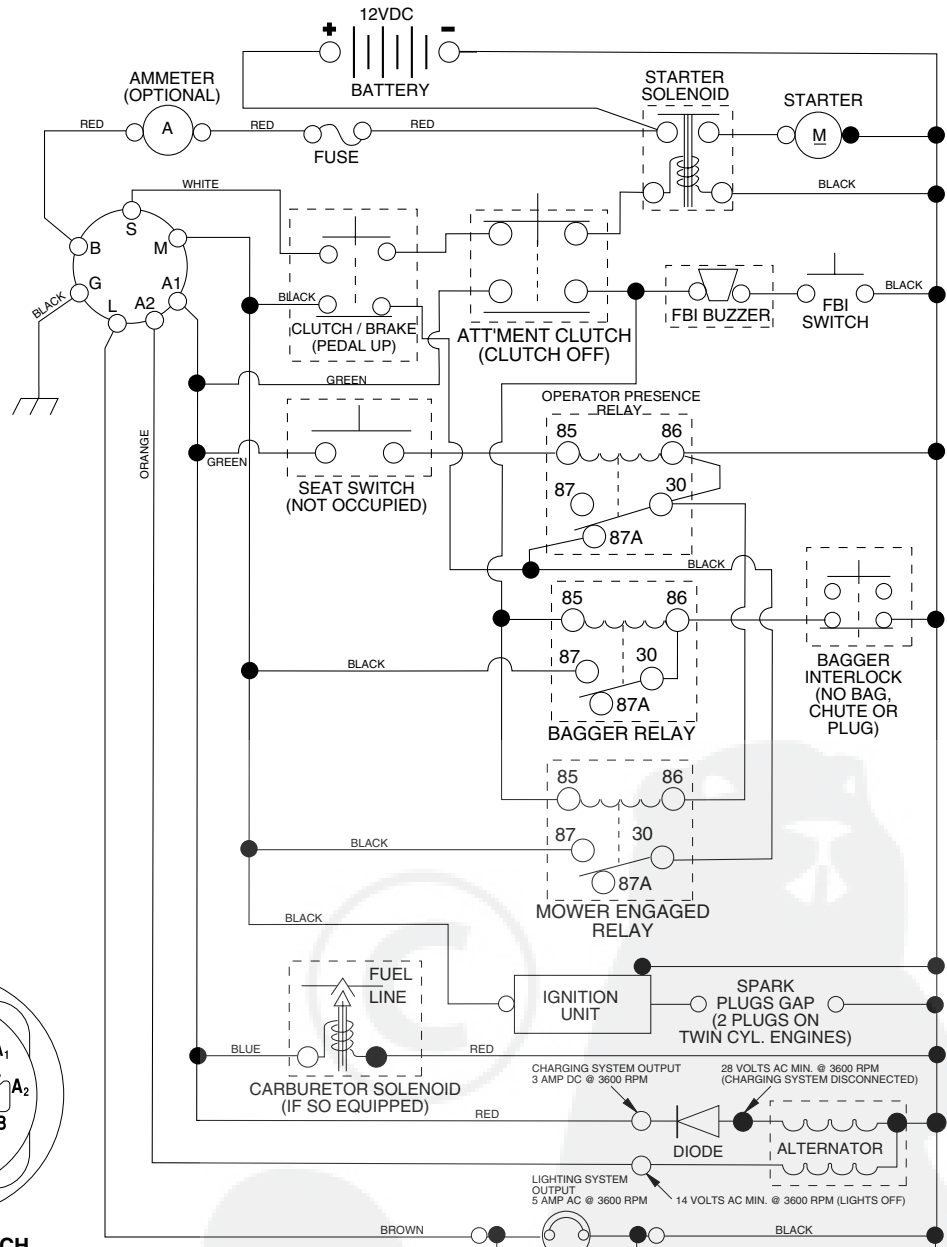 12VDC
+ -
BATTERY
AMMETER
(OPTIONAL)
A
RED
RED
FUSE
RED
STARTER
SOLENOID
STARTER
M
WHITE
BLACK
S
B
M
G
A1
L
A2
BLACK
BLACK
CLUTCH / BRAKE
(PEDAL UP)
ATT'MENT CLUTCH
(CLUTCH OFF)
FBI BUZZER
FBI
SWITCH
BLACK
GREEN
ORANGE
GREEN
SEAT SWITCH
(NOT OCCUPIED)
OPERATOR PRESENCE
RELAY
85 86
87 30
87A
BLACK
85 86
87 30
87A
BAGGER RELAY
BLACK
BAGGER
INTERLOCK
(NO BAG,
CHUTE OR
PLUG)
85 86
87 30
87A
MOWER ENGAGED
RELAY
BLACK
BLACK
©
FUEL
LINE
IGNITION
UNIT
SPARK
PLUGS GAP
(2 PLUGS ON
TWIN CYL. ENGINES)
BLUE
RED
CARBURETOR SOLENOID
(IF SO EQUIPPED)
CHARGING SYSTEM OUTPUT
3 AMP DC @ 3600 RPM
28 VOLTS AC MIN. @ 3600 RPM
(CHARGING SYSTEM DISCONNECTED)
RED
DIODE
ALTERNATOR
LIGHTING SYSTEM
OUTPUT
5 AMP AC @ 3600 RPM
14 VOLTS AC MIN. @ 3600 RPM (LIGHTS OFF)
BROWN
BLACK
A2